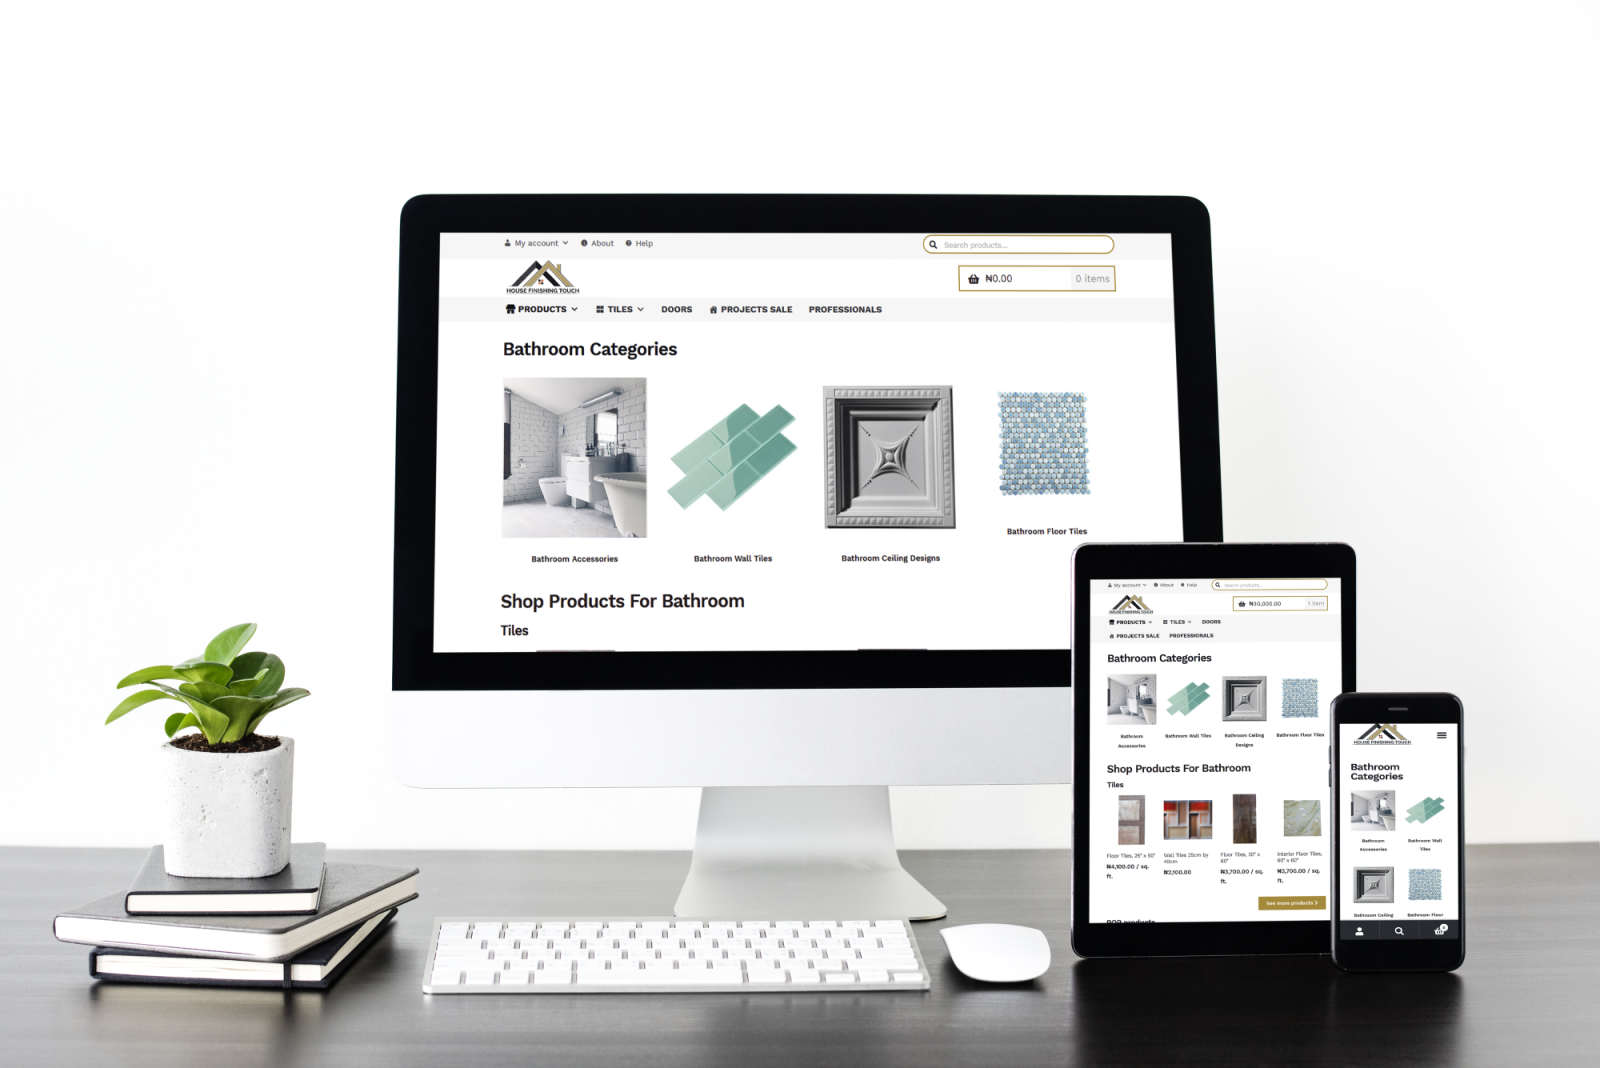 My account
About
Help
Search products...
HOUSE FINISHING TOUCH
₦0.00
0 items
PRODUCTS
TILES
DOORS
PROJECTS SALE
PROFESSIONALS
Bathroom Categories
Bathroom Accessories
Bathroom Wall Tiles
Bathroom Ceiling Designs
Bathroom Floor Tiles
Shop Products For Bathroom
Tiles
My account
About
Help
Search products...
HOUSE FINISHING TOUCH
₦30,000.00
1 item
PRODUCTS
TILES
DOORS
PROJECTS SALE
PROFESSIONALS
Bathroom Categories
Bathroom
Accessories
Bathroom Wall Tiles
Bathroom Ceiling
Designs
Bathroom Floor Tiles
Shop Products For Bathroom
Tiles
Floor Tiles, 25" x 50"
₦4,100.00 / sq.
ft.
Wall Tiles 25cm by
40cm
₦2,100.00
Floor Tiles, 30" x
60"
₦3,700.00 / sq.
ft.
Interior Floor Tiles,
60" x 60"
₦3,700.00 / sq.
ft.
See more products
POP products
HOUSE FINISHING TOUCH
Bathroom
Categories
Bathroom
Accessories
Bathroom Wall
Tiles
Bathroom Ceiling
Bathroom Floor